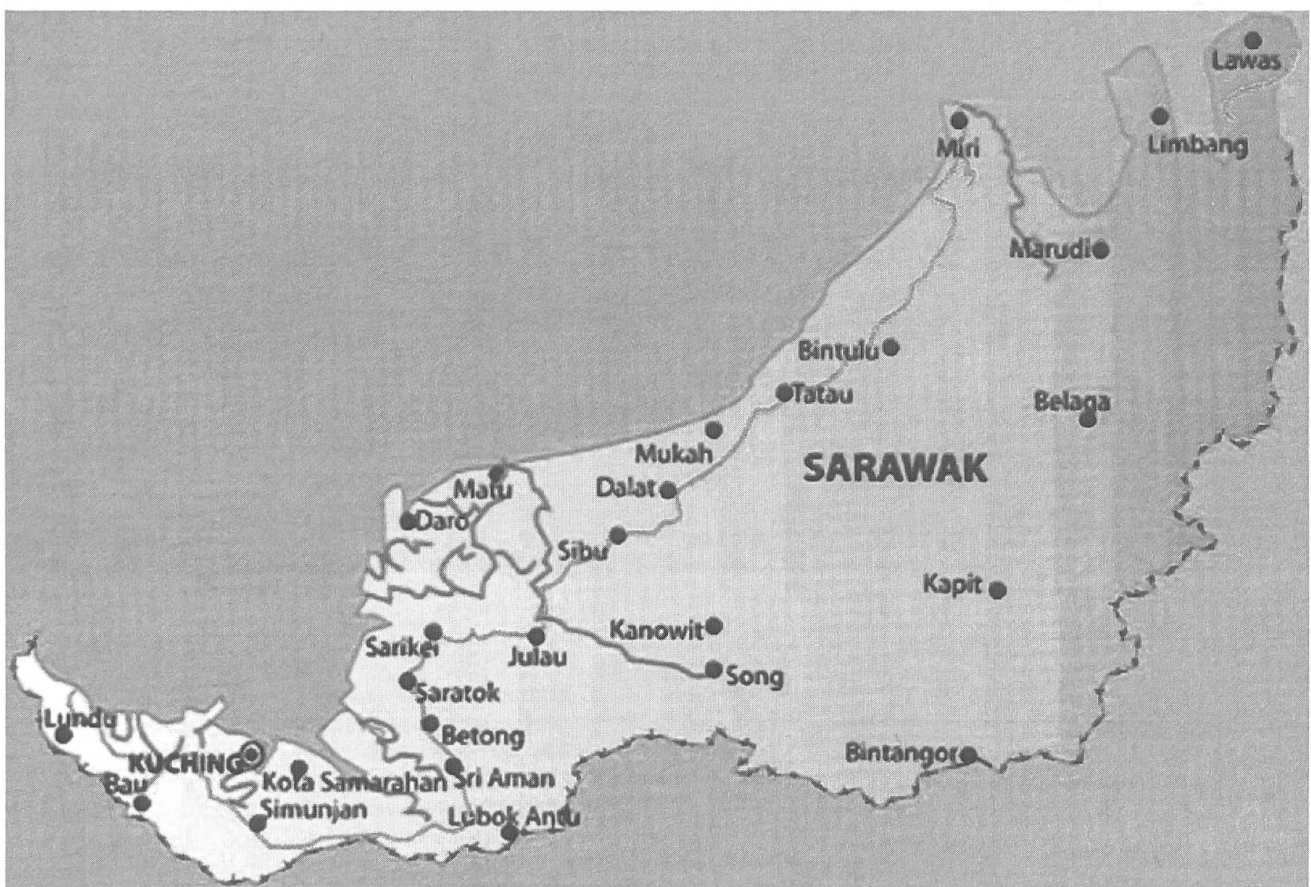 Lawas
Limbang
Miri
Marudi
Bintulu
Tatau
Belaga
Mukah
SARAWAK
Matu
Dalat
Daro
Sibu
Kapit
Kanowit
Sarikei
Julau
Song
Saratok
Lundu
Betong
KUCHING
Bintangor
Kota Samarahan
Sri Aman
Bau
Simunjan
Lubok Antu